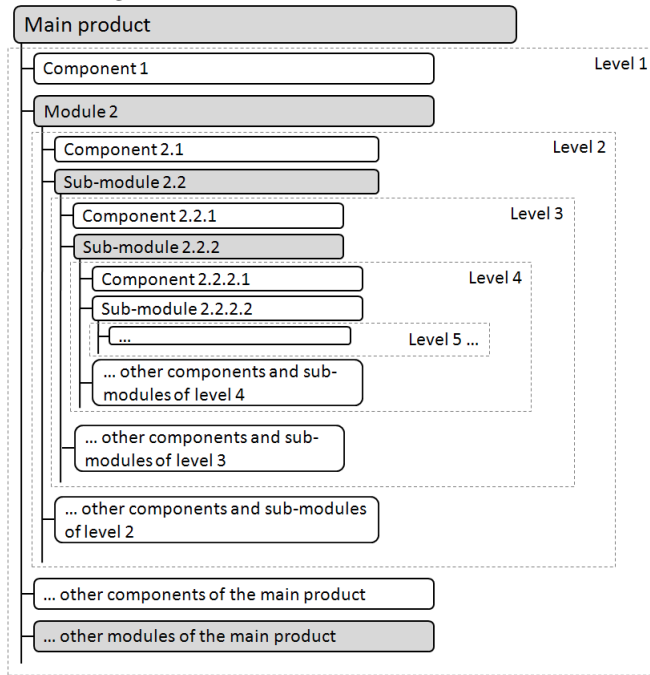 Main product
Level 1
Component 1
Module 2
Level 2
Component 2.1
Sub-module 2.2
Level 3
Component 2.2.1
Sub-module 2.2.2
Level 4
Component 2.2.2.1
Sub-module 2.2.2.2
...
Level 5 ...
... other components and sub-
modules of level 4
... other components and sub-
modules of level 3
... other components and sub-modules
of level 2
... other components of the main product
... other modules of the main product